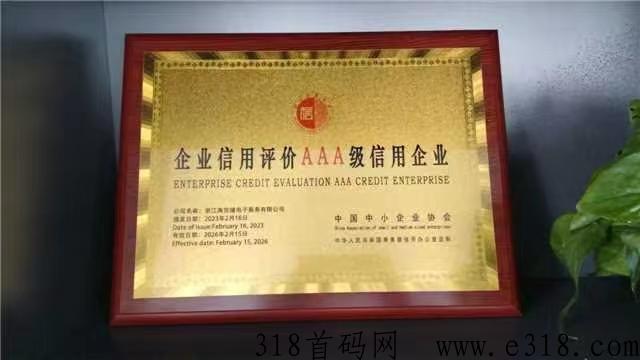 信
企业信用评价AAA级信用企业
ENTERPRISE CREDIT EVALUATION AAA CREDIT ENTERPRISE
颁发日期：2023年2月16日
Date of issue:February 16, 2023
有效日期：2026年2月15日
Effective date: February 15, 2026
中国中小企业协会
318首码网 www.e318.com